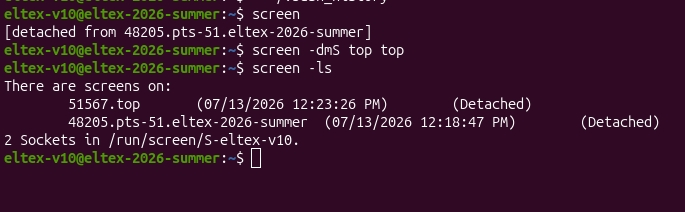 eltex-v10@eltex-2026-summer:~$ screen
[detached from 48205.pts-51.eltex-2026-summer]
eltex-v10@eltex-2026-summer:~$ screen -dmS top top
eltex-v10@eltex-2026-summer:~$ screen -ls
There are screens on:
51567.top (07/13/2026 12:23:26 PM) (Detached)
48205.pts-51.eltex-2026-summer (07/13/2026 12:18:47 PM) (Detached)
2 Sockets in /run/screen/S-eltex-v10.
eltex-v10@eltex-2026-summer:~$